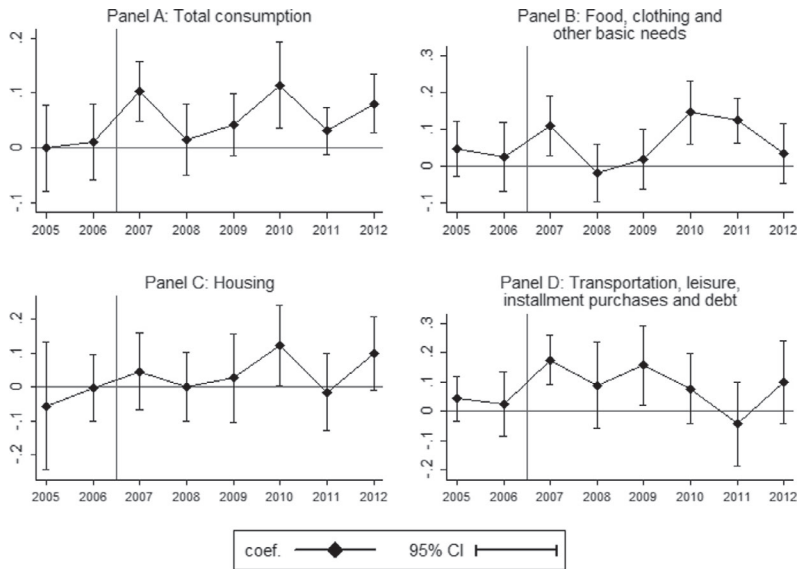 Panel A: Total consumption
.2
.1
0
-.1
2005 2006 2007 2008 2009 2010 2011 2012
Panel B: Food, clothing and
other basic needs
.3
.2
.1
0
-.1
2005 2006 2007 2008 2009 2010 2011 2012
Panel C: Housing
.2
.1
0
-.1
-.2
2005 2006 2007 2008 2009 2010 2011 2012
Panel D: Transportation, leisure,
installment purchases and debt
.3
.2
.1
0
-.1
-.2
2005 2006 2007 2008 2009 2010 2011 2012
coef. 95% CI